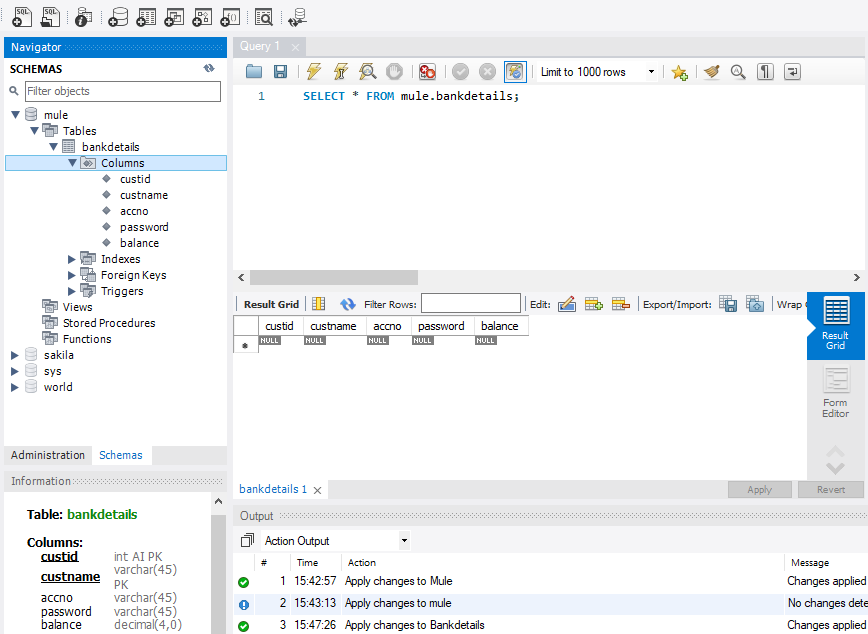 Navigator
SCHEMAS
Filter objects
mule
Tables
bankdetails
Columns
custid
custname
accno
password
balance
Indexes
Foreign Keys
Triggers
Views
Stored Procedures
Functions
sakila
sys
world
Administration Schemas
Information
Table: bankdetails
Columns:
custid int AI PK
custname varchar(45)
PK
accno varchar(45)
password varchar(45)
balance decimal(4,0)
Query 1
Limit to 1000 rows
1 SELECT * FROM mule.bankdetails;
Result Grid Filter Rows: Edit: Export/Import: Wrap
custid custname accno password balance
* NULL NULL NULL NULL NULL
Result
Grid
Form
Editor
bankdetails 1 Apply Revert
Output
Action Output
# Time Action Message
1 15:42:57 Apply changes to Mule Changes applied
2 15:43:13 Apply changes to mule No changes dete
3 15:47:26 Apply changes to Bankdetails Changes applied